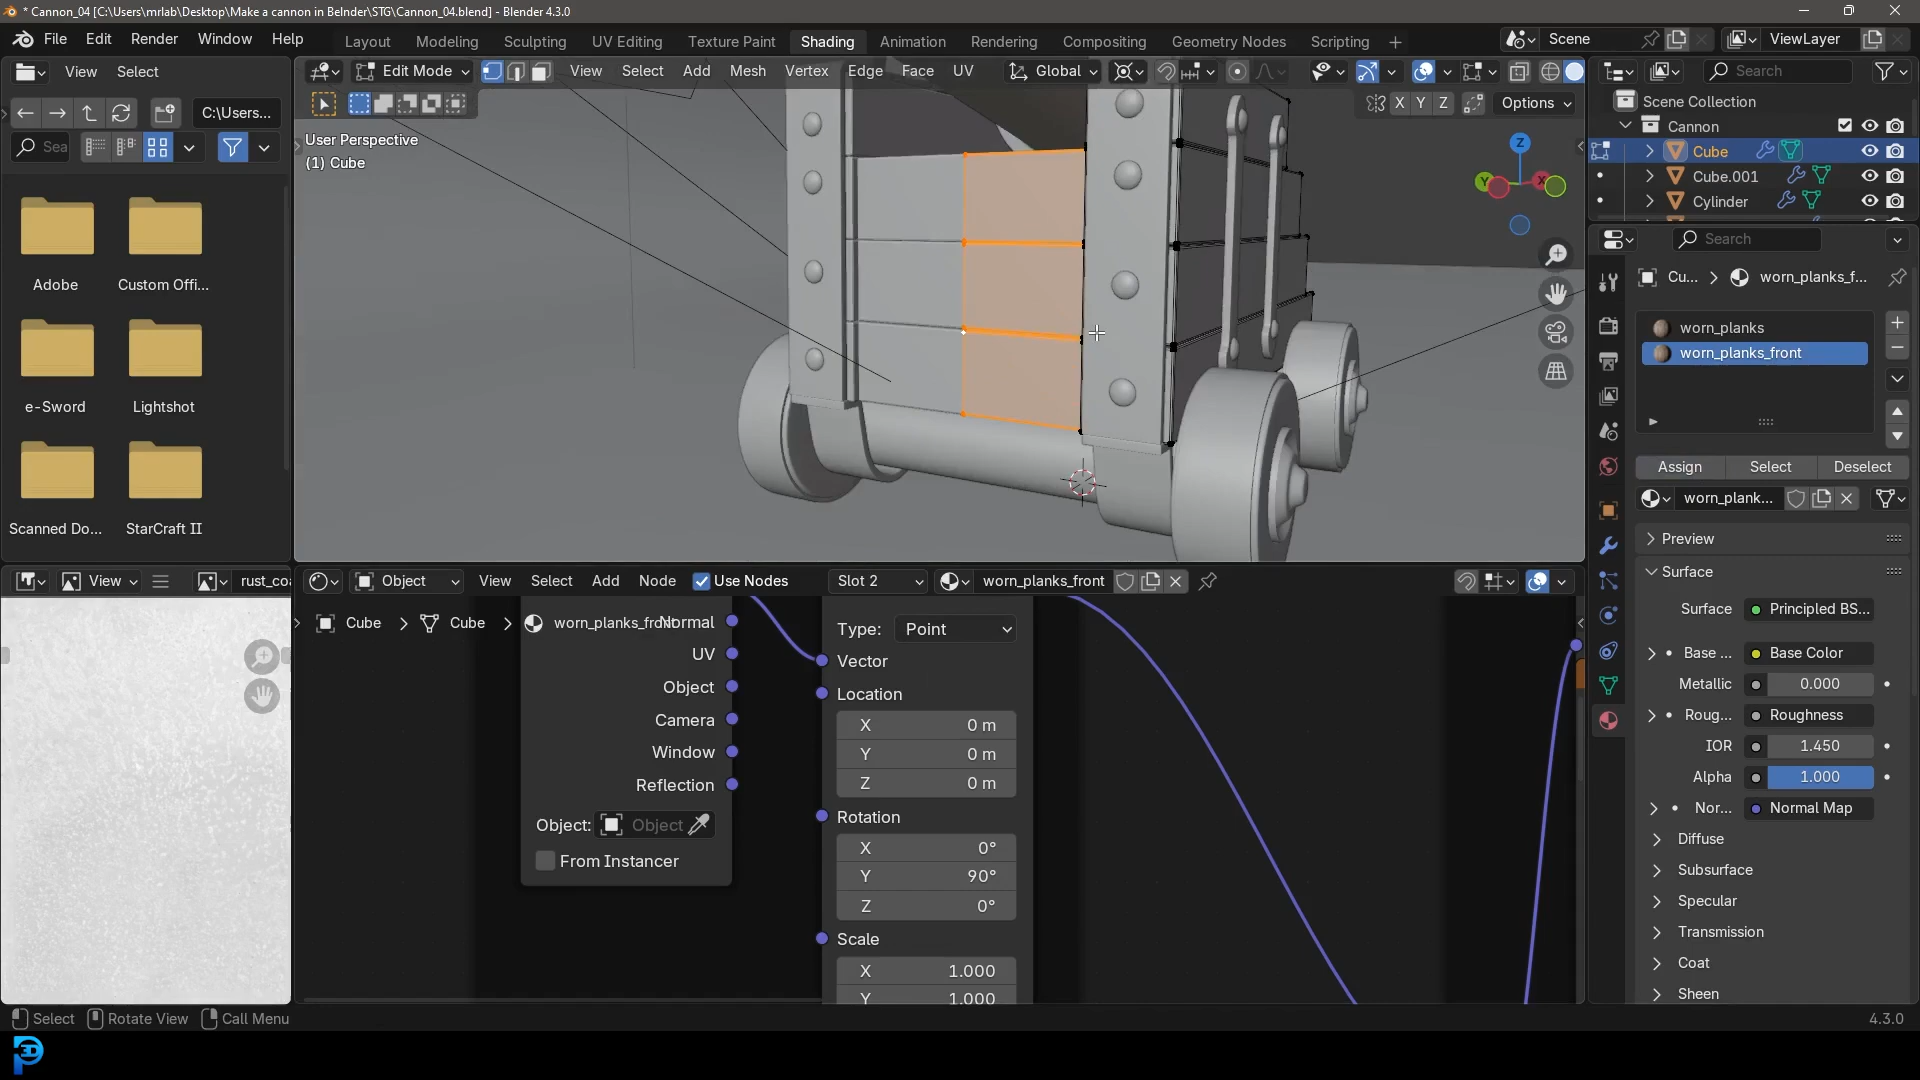 * Cannon_04 [C:\Users\mrlab\Desktop\Make a cannon in Belnder\STG\Cannon_04.blend] - Blender 4.3.0
File Edit Render Window Help Layout Modeling Sculpting UV Editing Texture Paint Shading Animation Rendering Compositing Geometry Nodes Scripting + Scene ViewLayer
View Select Edit Mode View Select Add Mesh Vertex Edge Face UV Global Search
C:\Users... X Y Z Options Scene Collection
Sea User Perspective Cannon
(1) Cube Z Y X Cube
Cube.001
Cylinder
Search
Adobe Custom Offi... Cu... > worn_planks_f...
worn_planks
worn_planks_front
e-Sword Lightshot
Assign Select Deselect
worn_plank...
Scanned Do... StarCraft II
Preview
Surface
View rust_coa Object View Select Add Node Use Nodes Slot 2 worn_planks_front
Surface Principled BS...
Cube > Cube > worn_planks_front
Normal
Type: Point
UV
Vector
Base ... Base Color
Object
Location
Metallic 0.000
Camera
X 0 m
Roug... Roughness
Window
Y 0 m
IOR 1.450
Reflection
Z 0 m
Alpha 1.000
Object: Object
Rotation
Nor... Normal Map
From Instancer
X 0°
Diffuse
Y 90°
Subsurface
Z 0°
Specular
Scale
Transmission
X 1.000
Coat
Y 1.000
Sheen
Select Rotate View Call Menu 4.3.0